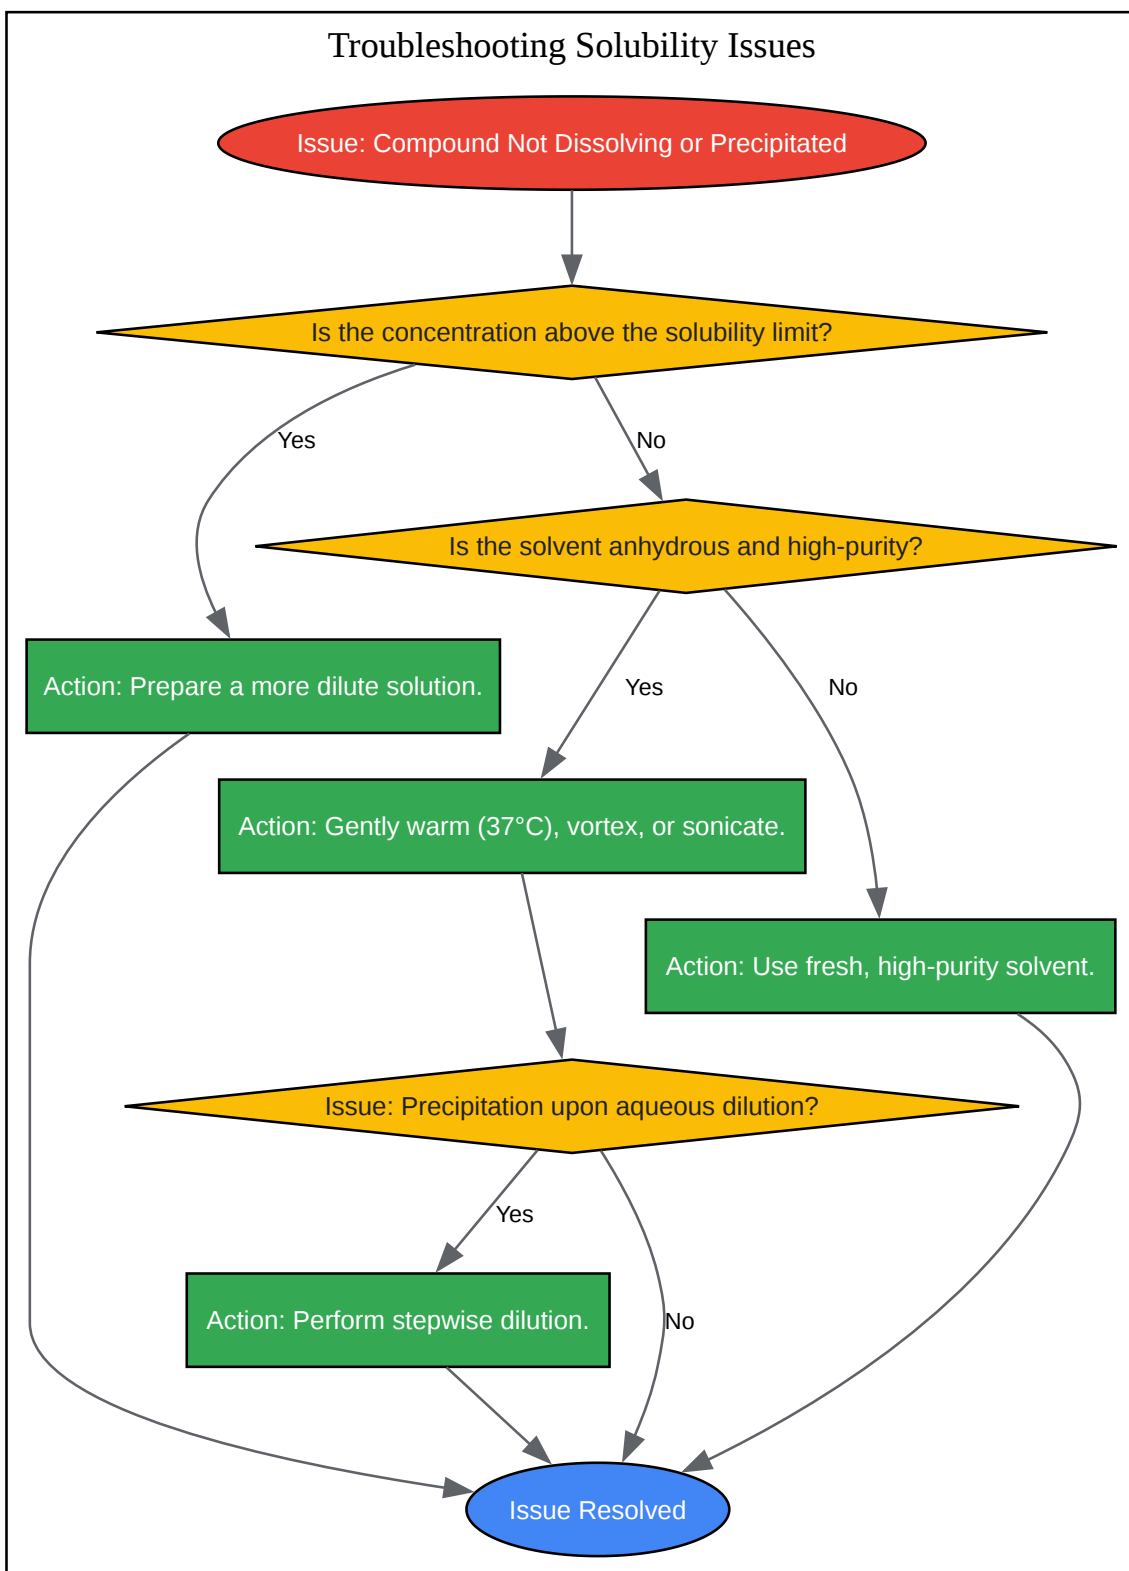 Troubleshooting Solubility Issues
Issue: Compound Not Dissolving or Precipitated
Is the concentration above the solubility limit?
Yes
No
Is the solvent anhydrous and high-purity?
Action: Prepare a more dilute solution.
Yes
No
Action: Gently warm (37°C), vortex, or sonicate.
Action: Use fresh, high-purity solvent.
Issue: Precipitation upon aqueous dilution?
Yes
Action: Perform stepwise dilution.
No
Issue Resolved